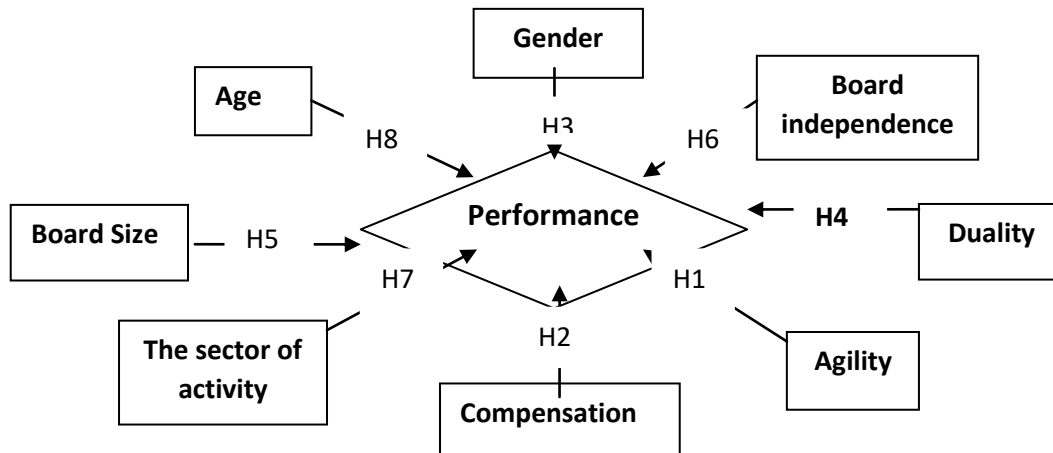 Gender
Age
Board
independence
H3
H8
H6
Performance
Board Size
H5
H4
Duality
H7
H1
The sector of
activity
H2
Agility
Compensation